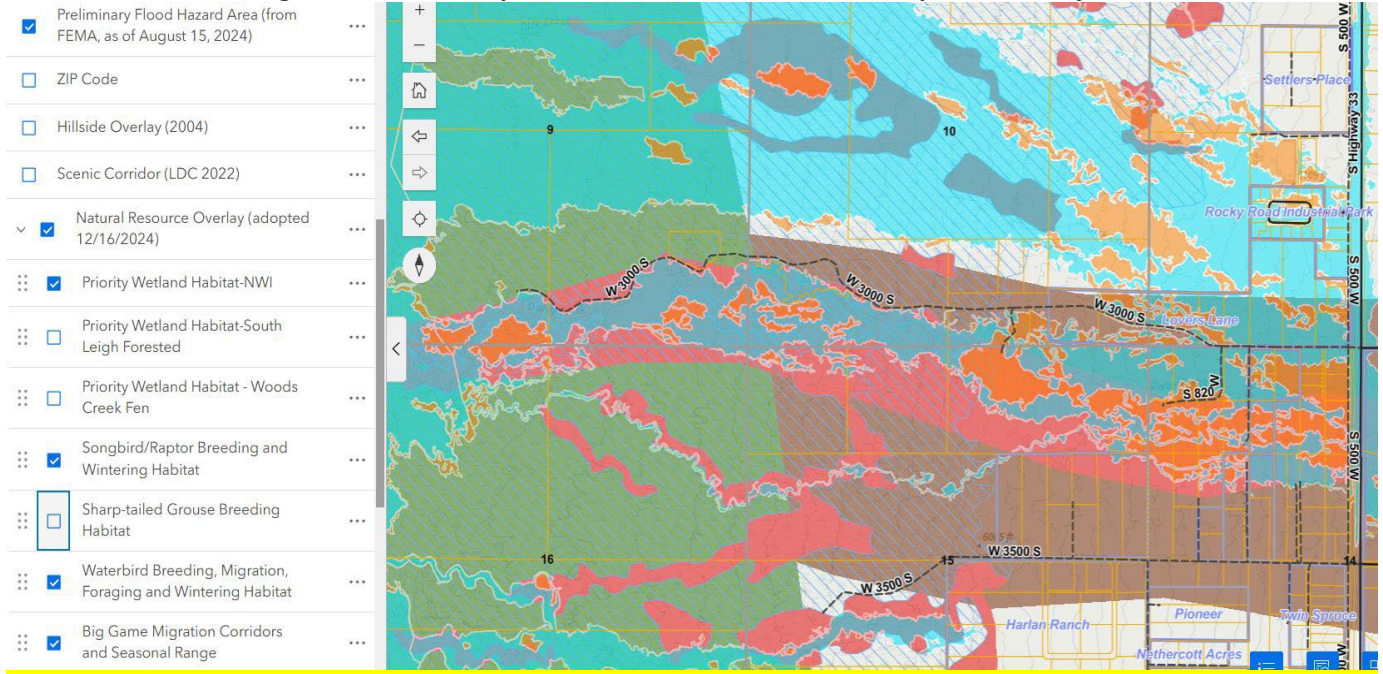 Preliminary Flood Hazard Area (from
FEMA, as of August 15, 2024)
ZIP Code
Hillside Overlay (2004)
Scenic Corridor (LDC 2022)
Natural Resource Overlay (adopted
12/16/2024)
Priority Wetland Habitat-NWI
Priority Wetland Habitat-South
Leigh Forested
Priority Wetland Habitat - Woods
Creek Fen
Songbird/Raptor Breeding and
Wintering Habitat
Sharp-tailed Grouse Breeding
Habitat
Waterbird Breeding, Migration,
Foraging and Wintering Habitat
Big Game Migration Corridors
and Seasonal Range
S 500 W
Settlers Place
S Highway 33
9
10
Rocky Road Industrial Park
S 500 W
W 3000 S
W 3000 S
W 3000 S
Lovers Lane
S 820 W
S 500 W
16
15
W 3500 S
14
W 3500 S
Harlan Ranch
Pioneer
Twin Spruce
Nethercott Acres